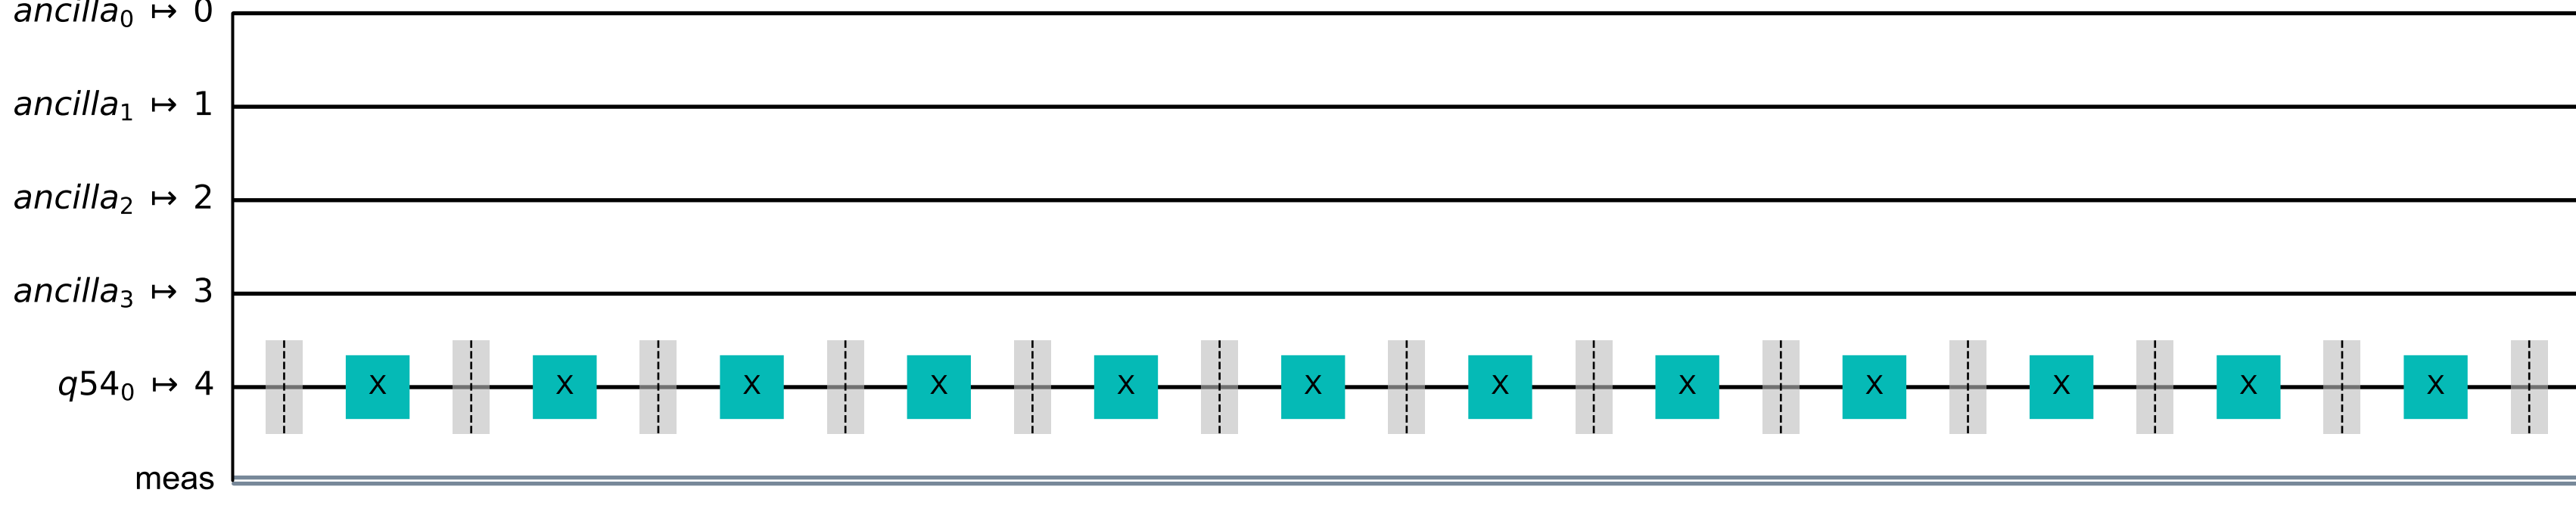 ancilla₀ ↦ 0
ancilla₁ ↦ 1
ancilla₂ ↦ 2
ancilla₃ ↦ 3
q54₀ ↦ 4 X X X X X X X X X X X X
meas